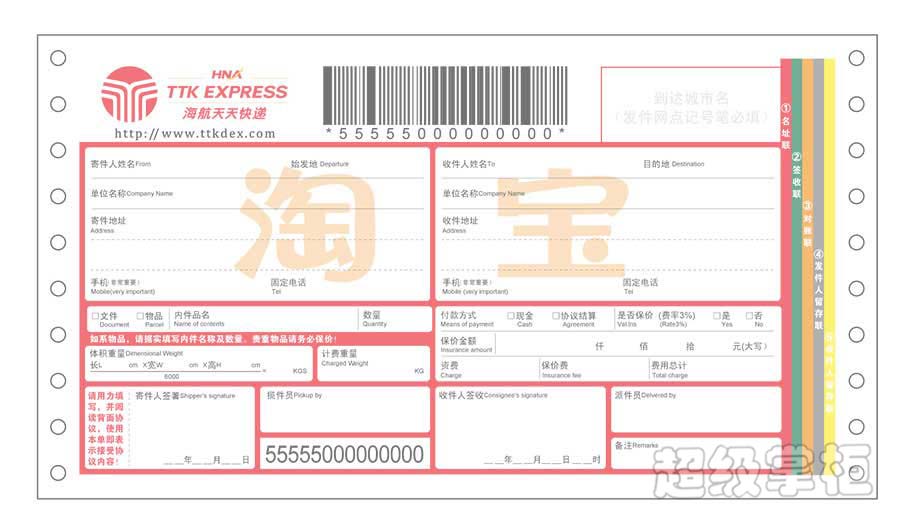 HNA
TTK EXPRESS
海航天天快递
http://www.ttkdex.com
*55555000000000*
到达城市名
(发件网点记号笔必填)
①名址联
②签收联
③对账联
④发件人留存联
寄件人姓名From 始发地 Departure
单位名称Company Name
寄件地址
Address
手机(非常重要!) 固定电话
Mobile(very important) Tel
收件人姓名To 目的地 Destination
单位名称Company Name
收件地址
Address
手机(非常重要!) 固定电话
Mobile (very important) Tel
淘宝
□文件 □物品 内件品名 数量
Document Parcel Name of contents Quantity
如系物品,请据实填写内件名称及数量。贵重物品请务必保价!
体积重量Dimensional Weight
长L cm X宽W cm X高H cm = KGS
6000
计费重量
Charged Weight
KG
付款方式 □现金 □协议结算 是否保价 (费率3%) □是 □否
Means of payment Cash Agreement Val.Ins (Rate3%) Yes No
保价金额
Insurance amount
仟 佰 拾 元(大写)
资费 保价费 费用总计
Charge Insurance fee Total charge
请用力填
写,并阅
读背面协
议,使用
本单即表
示接受协
议内容!
寄件人签署Shipper's signature
__年__月__日
揽件员Pickup by
55555000000000
收件人签收Consignee's signature
__年__月__日__时
派件员Delivered by
备注Remarks
超级掌柜